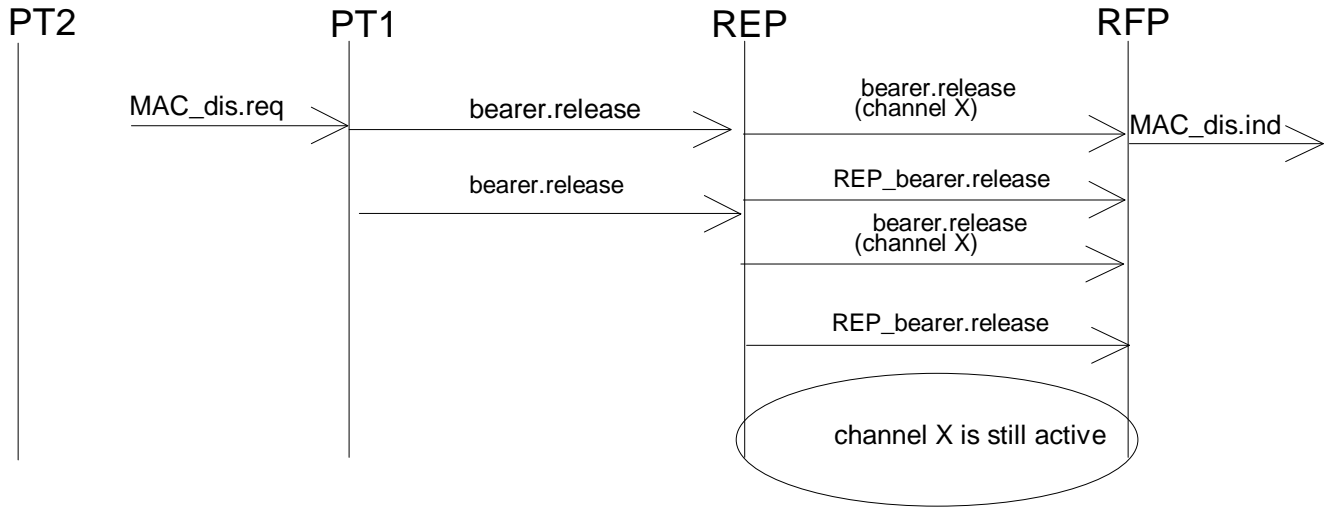 PT2
PT1
REP
RFP
MAC_dis.req
bearer.release
bearer.release
(channel X)
MAC_dis.ind
bearer.release
REP_bearer.release
bearer.release
(channel X)
REP_bearer.release
channel X is still active